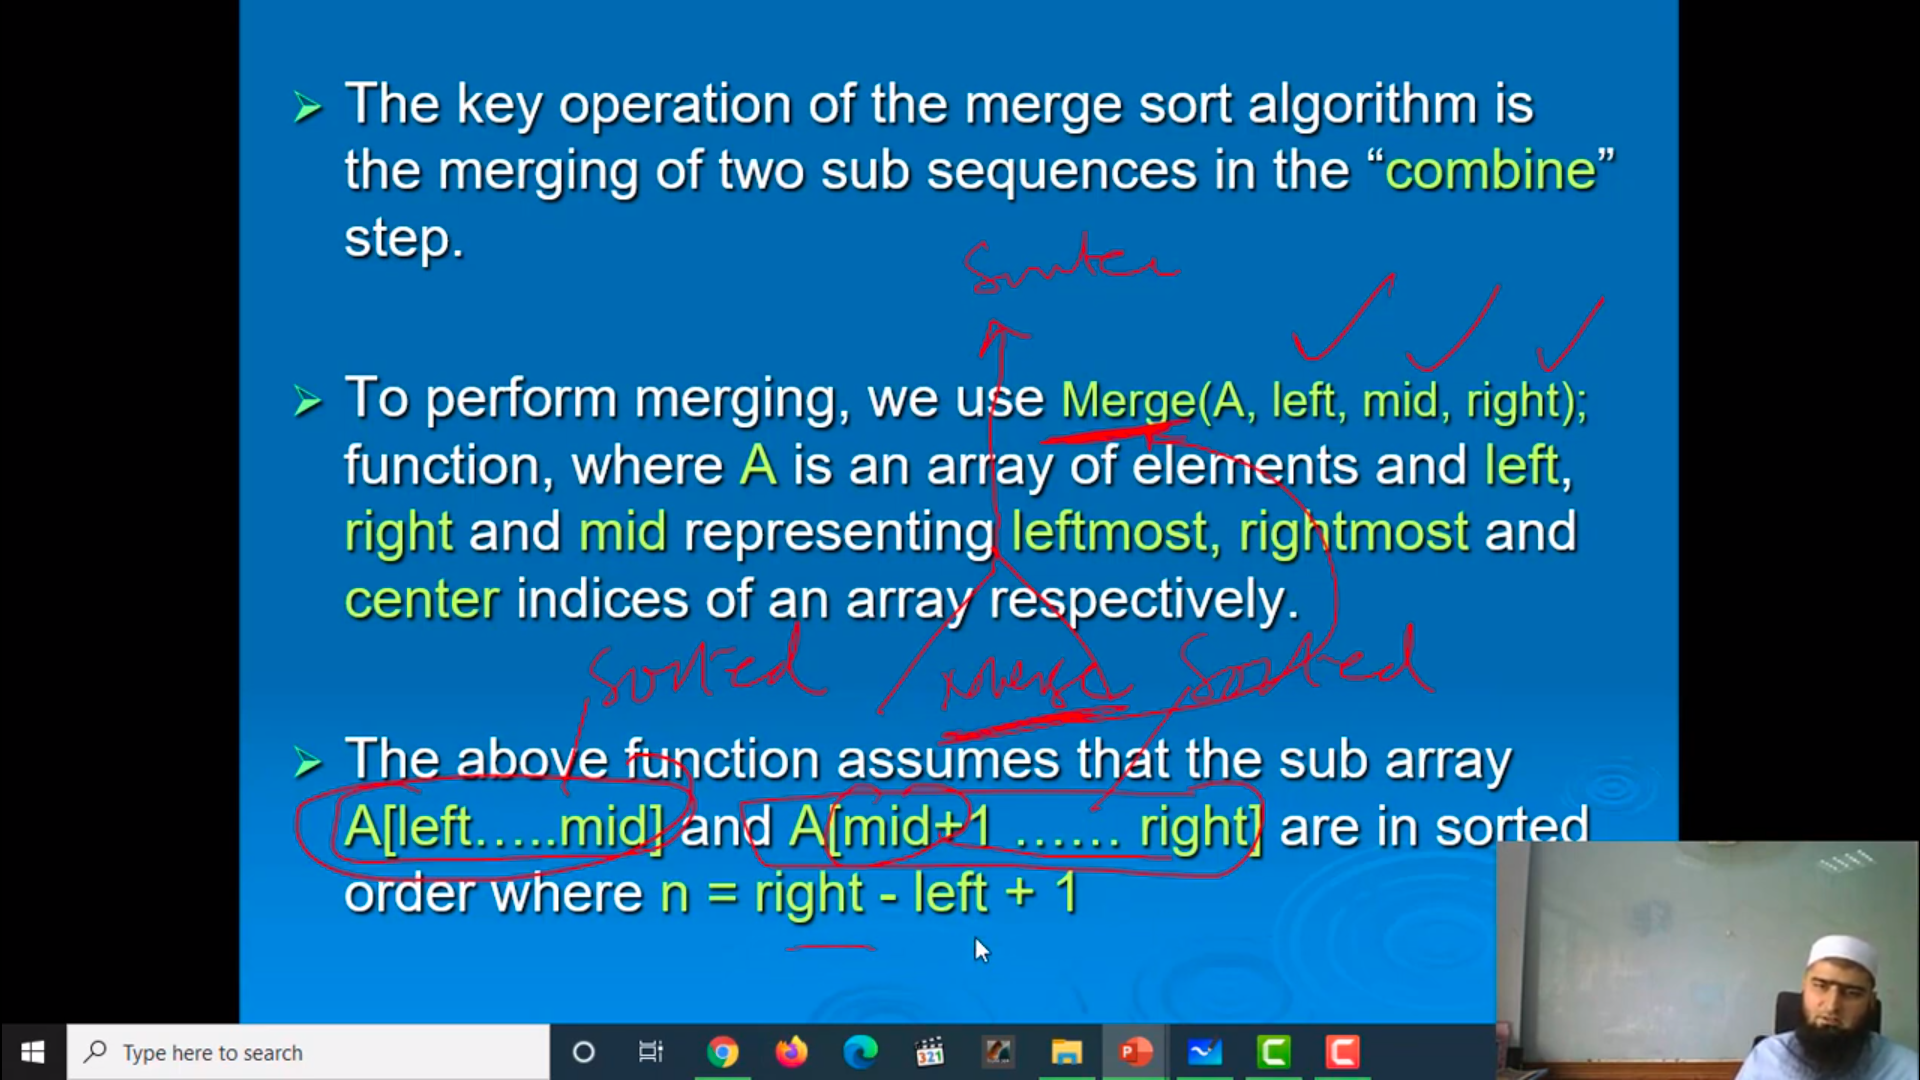 The key operation of the merge sort algorithm is
the merging of two sub sequences in the “combine”
step.
To perform merging, we use Merge(A, left, mid, right);
function, where A is an array of elements and left,
right and mid representing leftmost, rightmost and
center indices of an array respectively.
sorted
Sorted
The above function assumes that the sub array
A[left.....mid] and A[mid+1 ...... right] are in sorted
order where n = right - left + 1
Type here to search
321